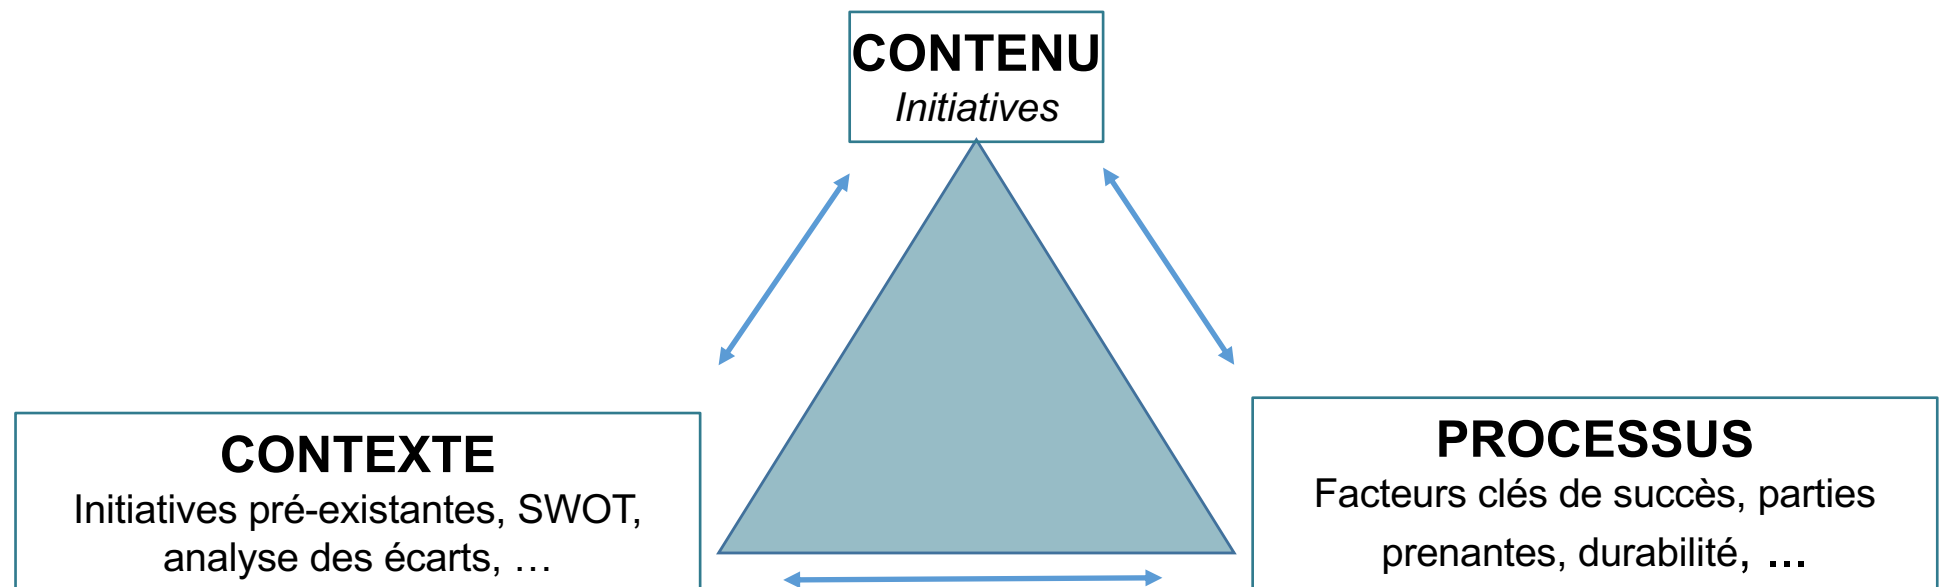 CONTENU
Initiatives
CONTEXTE
Initiatives pré-existantes, SWOT,
analyse des écarts, …
PROCESSUS
Facteurs clés de succès, parties
prenantes, durabilité, ...